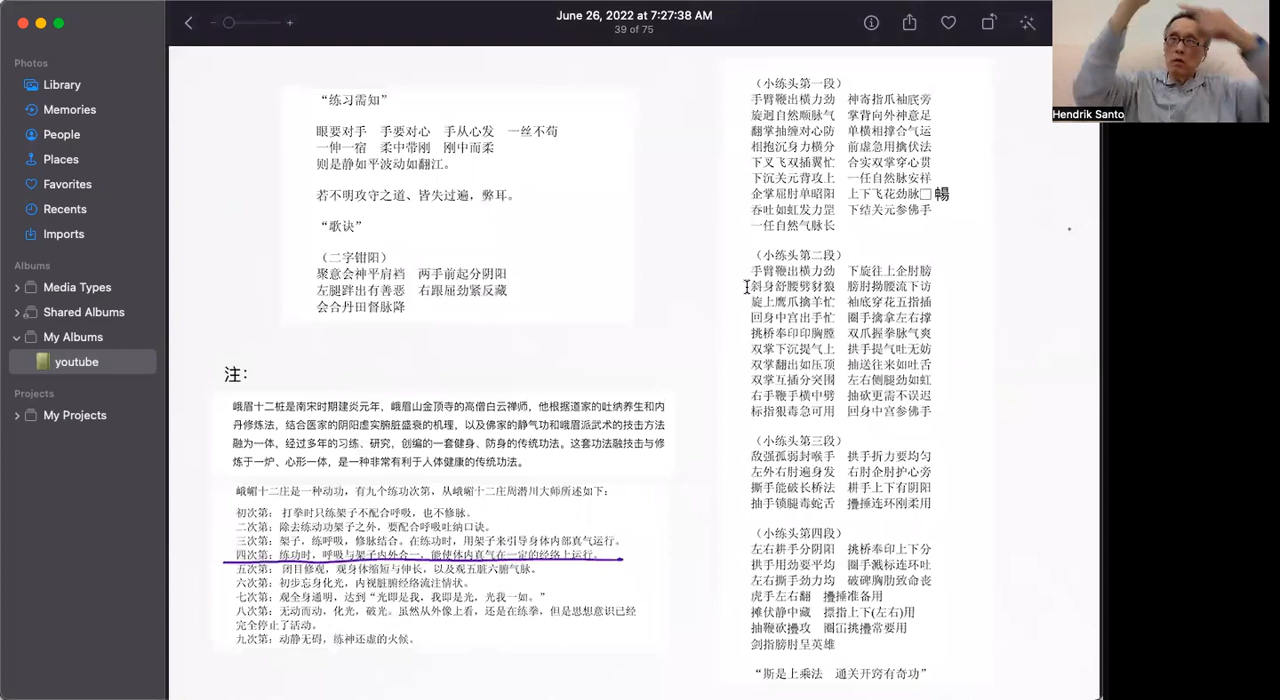 June 26, 2022 at 7:27:38 AM
39 of 75
Photos
Library
Memories
People
Places
Favorites
Recents
Imports
Albums
Media Types
Shared Albums
My Albums
youtube
Projects
My Projects
Hendrik Santo
“练习需知”
眼要对手 手要对心 手从心发 一丝不苟
一伸一宿 柔中带刚 刚中而柔
则是静如平波动如翻江。
若不明攻守之道、皆失过遍，弊耳。
“歌诀”
（二字钳阳）
聚意会神平肩裆 两手前起分阴阳
左腿跘出有善恶 右跟屈劲紧反藏
会合丹田督脉降
注：
峨眉十二桩是南宋时期建炎元年，峨眉山金顶寺的高僧白云禅师，他根据道家的吐纳养生和内
丹修炼法，结合医家的阴阳虚实腑脏盛衰的机理，以及佛家的静气功和峨眉派武术的技击方法
融为一体，经过多年的习练、研究，创编的一套健身、防身的传统功法。这套功法融技击与修
炼于一炉、心形一体，是一种非常有利于人体健康的传统功法。
峨嵋十二庄是一种动功，有九个练功次第，从峨嵋十二庄周潜川大师所述如下：
初次第： 打拳时只练架子不配合呼吸，也不修脉。
二次第：除去练动功架子之外，要配合呼吸吐纳口诀。
三次第：架子，练呼吸，修脉结合。在练功时，用架子来引导身体内部真气运行。
四次第：练功时，呼吸与架子内外合一，能使体内真气在一定的经络上运行。
五次第： 闭目修观，观身体缩短与伸长，以及观五脏六腑气脉。
六次第：初步忘身化光，内视脏腑经络流注情状。
七次第：观全身通明，达到“光即是我，我即是光，光我一如。”
八次第：无动而动，化光，破光。虽然从外像上看，还是在练拳，但是思想意识已经
完全停止了活动。
九次第：动静无碍，练神还虚的火候。
（小练头第一段）
手臂鞭出横力劲 神寄指爪袖底旁
旋迥自然顺脉气 掌背向外神意足
翻掌抽缠对心防 单横相撑合气运
相抱沉身力横分 前虚急用擒伏法
下叉飞双插翼忙 合实双掌穿心贯
下沉关元背攻上 一任自然脉安祥
企掌屈肘单昭阳 上下飞花劲脉□ 暢
吞吐如虹发力罡 下结关元参佛手
一任自然气脉长
（小练头第二段）
手臂鞭出横力劲 下旋往上企肘膀
斜身舒腰劈豺狼 膀肘拗腰流下访
旋上鹰爪擒羊忙 袖底穿花五指插
回身中宫出手忙 圈手擒拿左右撑
挑桥奉印印胸膛 双爪握拳脉气爽
双掌下沉提气上 拱手提气吐无妨
双掌翻出如压顶 抽送往来如吐舌
双掌互插分突围 左右侧腿劲如虹
右手鞭手横中劈 抽砍更需不误迟
标指狠毒急可用 回身中宫参佛手
（小练头第三段）
敌强孤弱封喉手 拱手折力要均匀
左外右肘遍身发 右肘企肘护心旁
撕手能破长桥法 耕手上下有阴阳
抽手锁腿毒蛇舌 撍捶连环刚柔用
（小练头第四段）
左右耕手分阴阳 挑桥奉印上下分
拱手用劲要平均 圈手溅标连环吐
左右撕手劲力均 破碑胸肋致命丧
摊伏静中藏 摽指上下(左右)用
剑指膀肘呈英雄
“斯是上乘法 通关开窍有奇功”